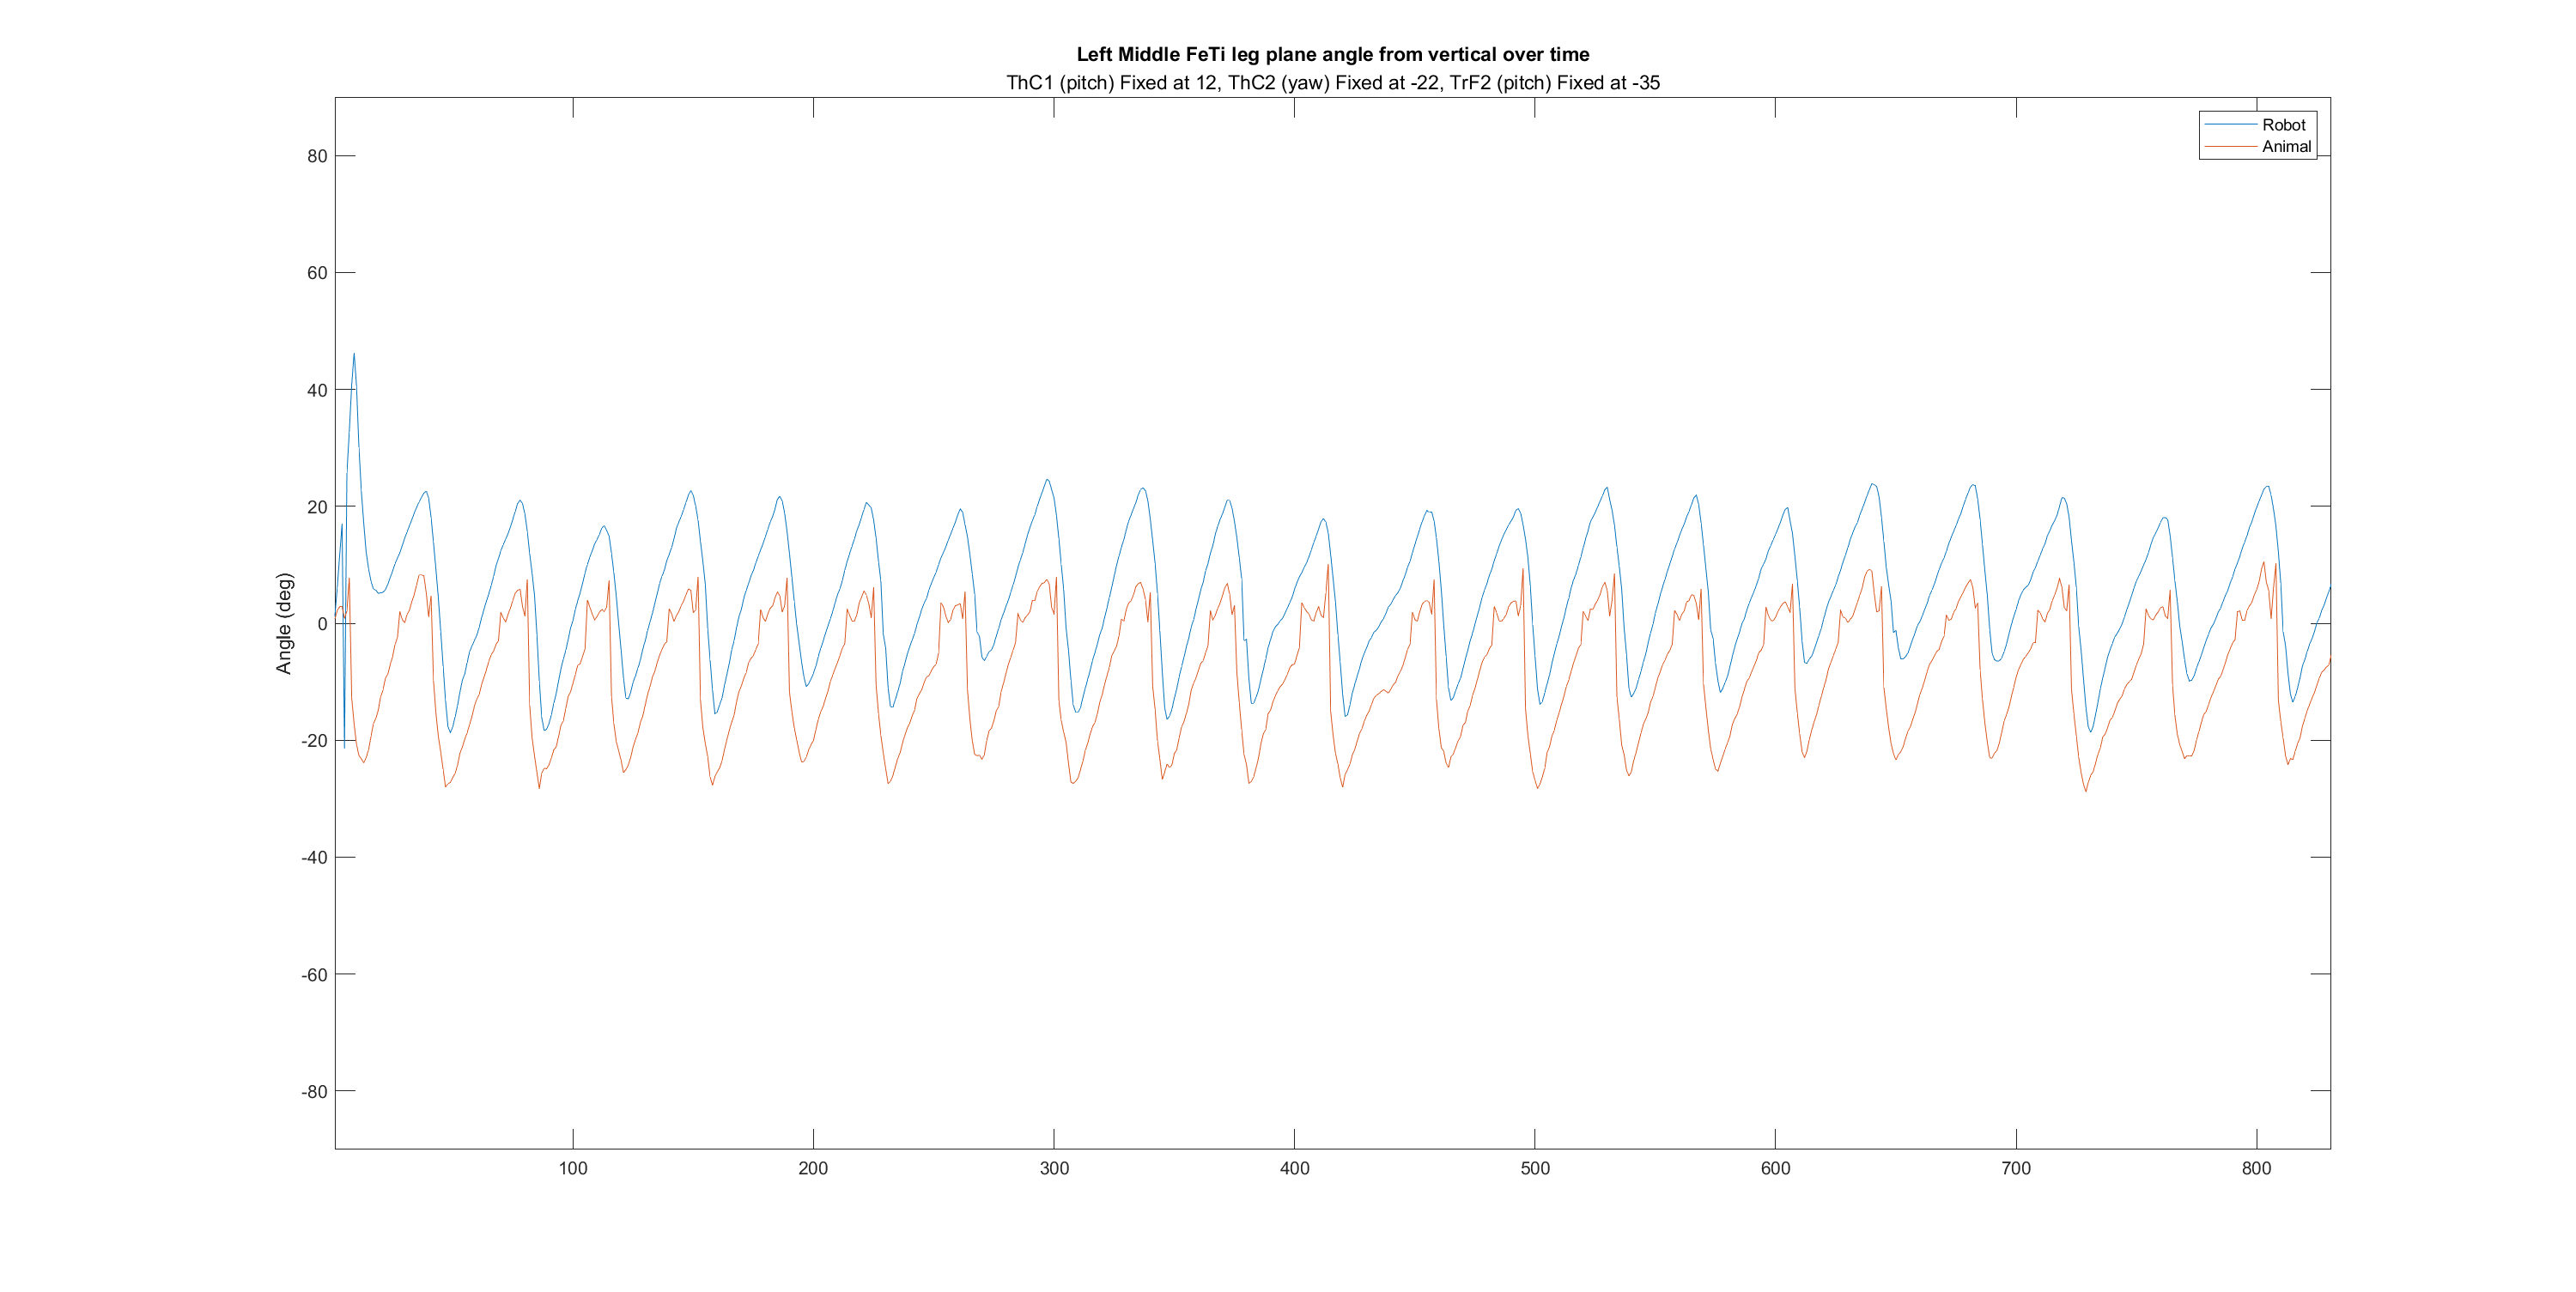 Left Middle FeTi leg plane angle from vertical over time
ThC1 (pitch) Fixed at 12, ThC2 (yaw) Fixed at -22, TrF2 (pitch) Fixed at -35
Robot
Animal
Angle (deg)
80
60
40
20
0
-20
-40
-60
-80
100 200 300 400 500 600 700 800